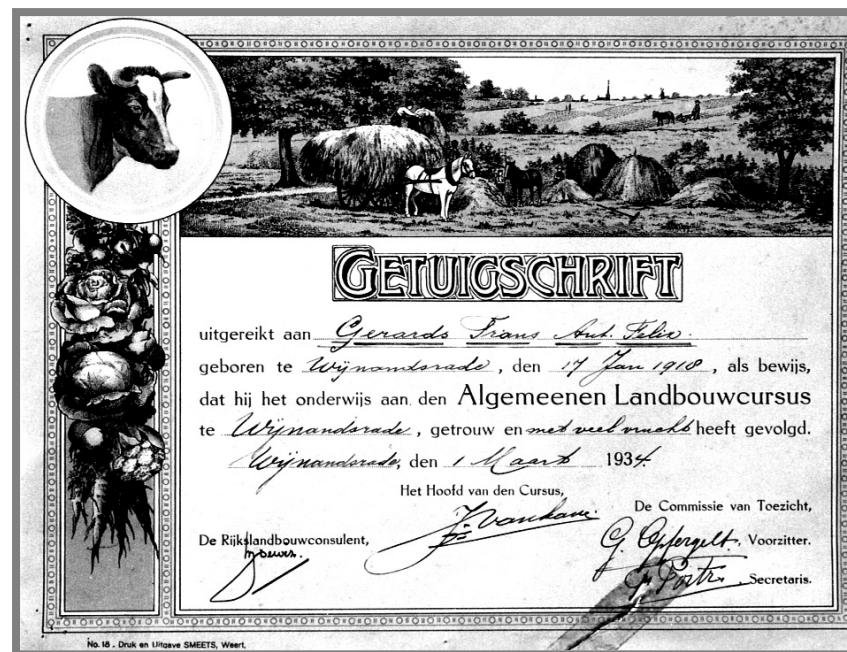 GETUIGSCHRIFT
uitgereikt aan Gerards Frans Ant. Felix.
geboren te Wijnandsrade, den 17 Jan 1918, als bewijs,
dat hij het onderwijs aan den Algemeenen Landbouwcursus
te Wijnandsrade, getrouw en met veel vrucht heeft gevolgd.
Wijnandsrade, den 1 Maart 1934.
Het Hoofd van den Cursus,
De Commissie van Toezicht,
De Rijkslandbouwconsulent,
G. Opfergelt. Voorzitter.
Secretaris.
No. 18 . Druk en Uitgave SMEETS, Weert.